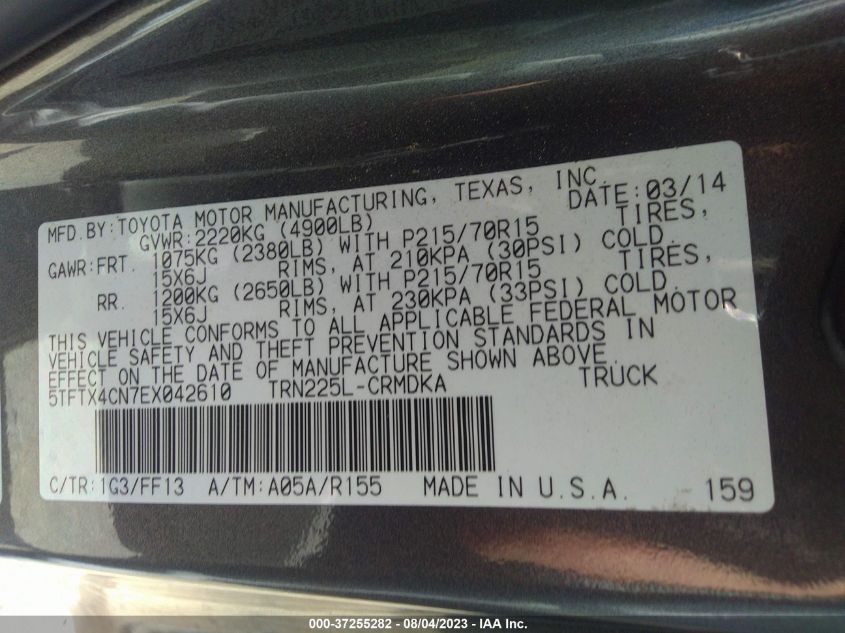 MFD.BY:TOYOTA MOTOR MANUFACTURING, TEXAS, INC. DATE:03/14
GVWR:2220KG (4900LB)
GAWR:FRT. 1075KG (2380LB) WITH P215/70R15 TIRES,
15X6J RIMS, AT 210KPA (30PSI) COLD.
RR. 1200KG (2650LB) WITH P215/70R15 TIRES,
15X6J RIMS, AT 230KPA (33PSI) COLD.
THIS VEHICLE CONFORMS TO ALL APPLICABLE FEDERAL MOTOR
VEHICLE SAFETY AND THEFT PREVENTION STANDARDS IN
EFFECT ON THE DATE OF MANUFACTURE SHOWN ABOVE.
5TFTX4CN7EX042610 TRN225L-CRMDKA TRUCK
C/TR:1G3/FF13 A/TM:A05A/R155 MADE IN U.S.A. 159
000-37255282 - 08/04/2023 - IAA Inc.